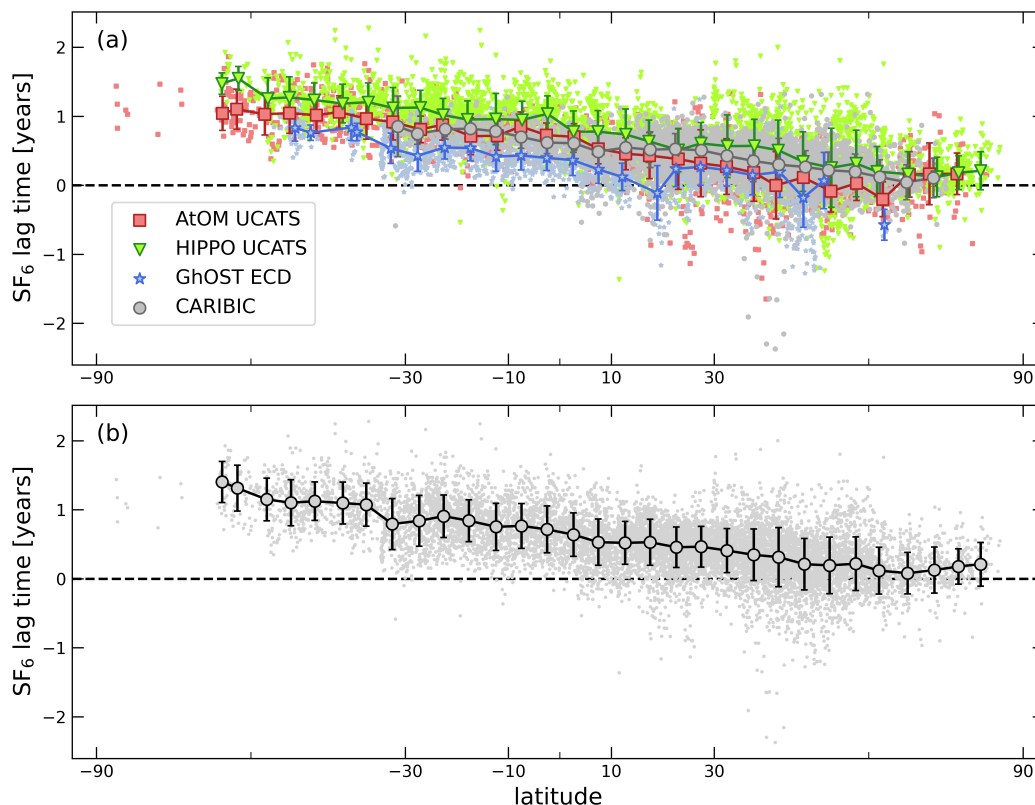 (a)
SF6 lag time [years]
2
1
0
−1
−2
AtOM UCATS
HIPPO UCATS
GhOST ECD
CARIBIC
−90
−30
−10
10
30
90
(b)
SF6 lag time [years]
2
1
0
−1
−2
−90
−30
−10
10
30
90
latitude